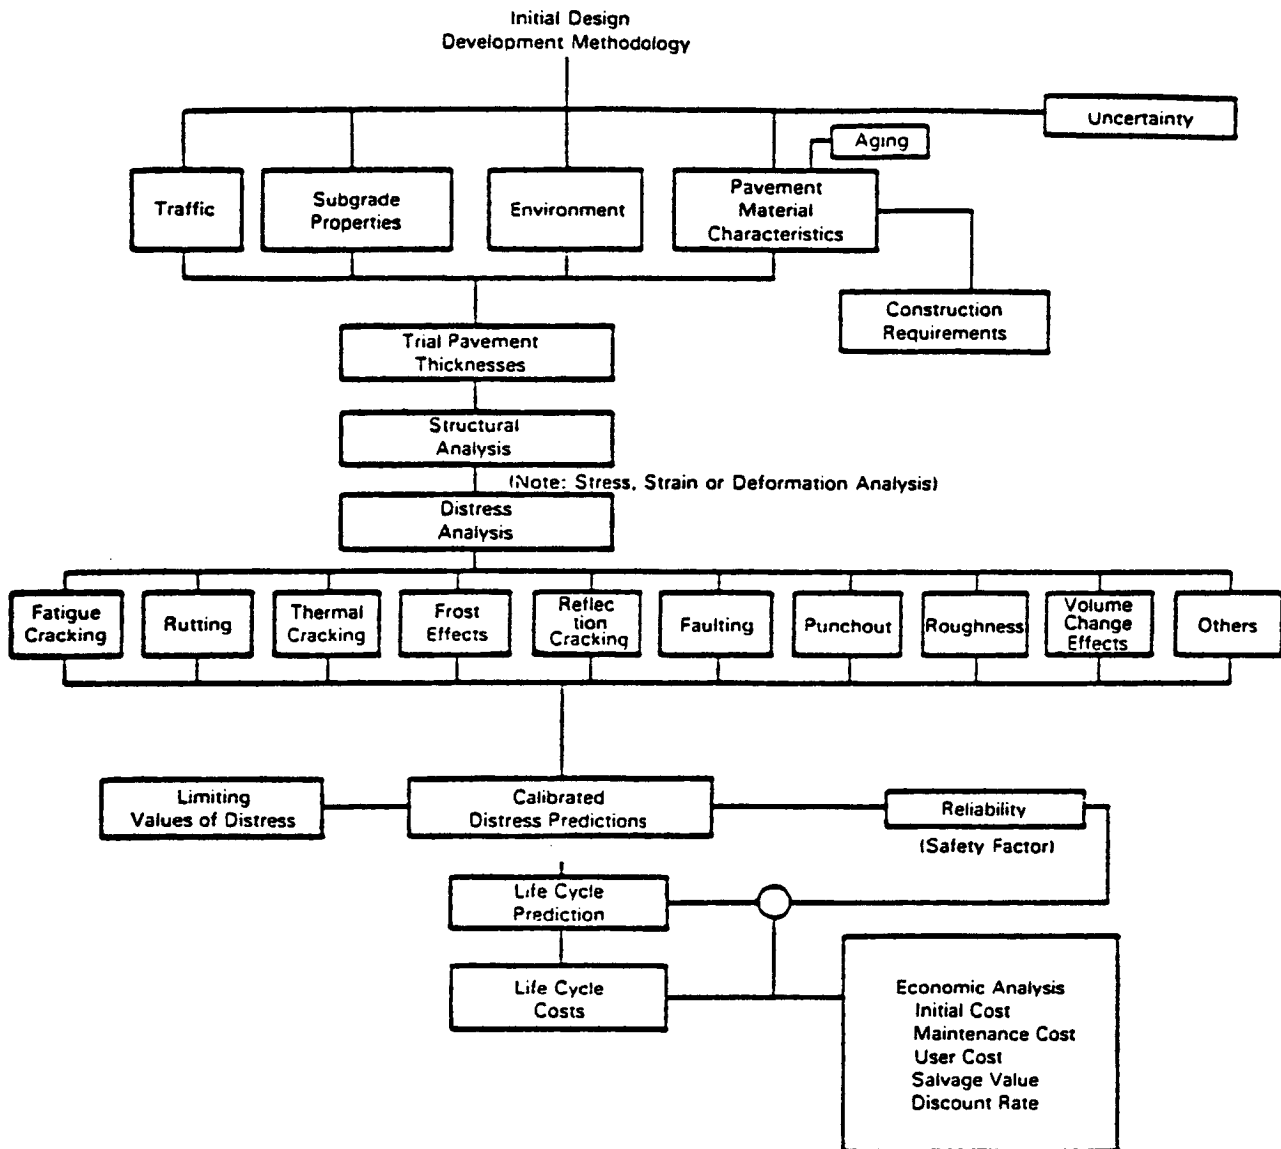 Initial Design
Development Methodology
Uncertainty
Aging
Traffic
Subgrade
Properties
Environment
Pavement
Material
Characteristics
Construction
Requirements
Trial Pavement
Thicknesses
Structural
Analysis
(Note: Stress, Strain or Deformation Analysis)
Distress
Analysis
Fatigue
Cracking
Rutting
Thermal
Cracking
Frost
Effects
Reflec
tion
Cracking
Faulting
Punchout
Roughness
Volume
Change
Effects
Others
Limiting
Values of Distress
Calibrated
Distress Predictions
Reliability
(Safety Factor)
Life Cycle
Prediction
Life Cycle
Costs
Economic Analysis
Initial Cost
Maintenance Cost
User Cost
Salvage Value
Discount Rate